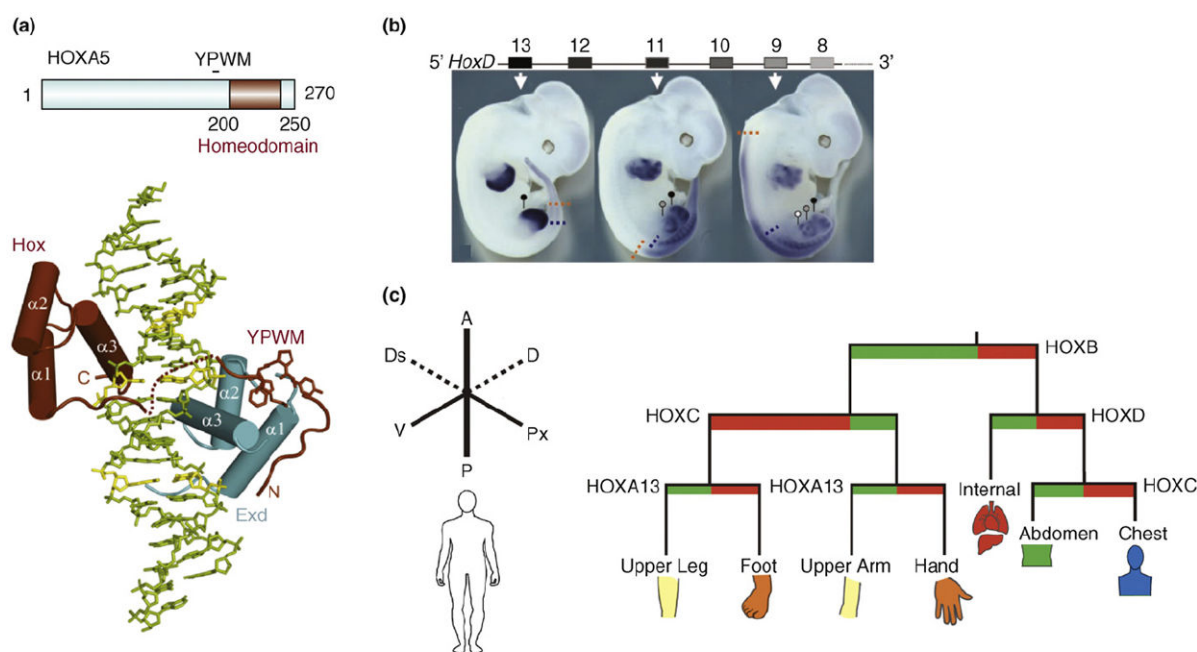 (a)
HOXA5
YPWM
1
270
200
250
Homeodomain
Hox
α2
α3
α1
C
YPWM
α2
α3
α1
N
Exd
(b)
13 12 11 10 9 8
5' HoxD
3'
(c)
A
Ds D
V Px
P
HOXB
HOXC
HOXD
HOXA13
HOXA13
Internal
HOXC
Abdomen Chest
Upper Leg Foot Upper Arm Hand